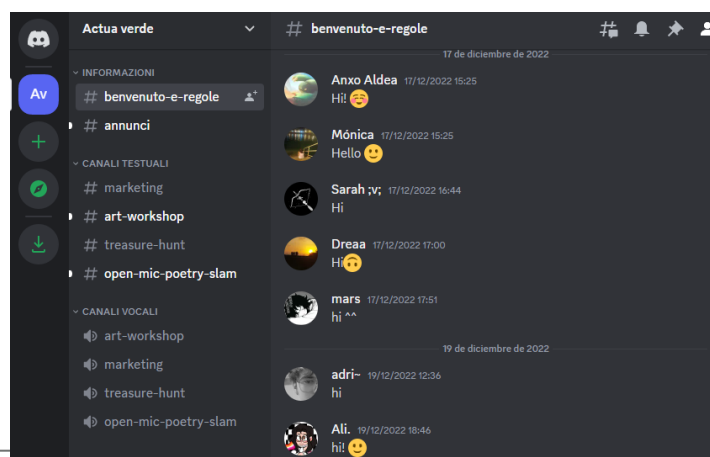 Actua verde
Av
INFORMAZIONI
# benvenuto-e-regole
# annunci
CANALI TESTUALI
# marketing
# art-workshop
# treasure-hunt
# open-mic-poetry-slam
CANALI VOCALI
art-workshop
marketing
treasure-hunt
open-mic-poetry-slam
# benvenuto-e-regole
17 de diciembre de 2022
Anxo Aldea 17/12/2022 15:25
Hi! ☺️
Mónica 17/12/2022 15:25
Hello 🙂
Sarah ;v; 17/12/2022 16:44
Hi
Dreaa 17/12/2022 17:00
Hi🙃
mars 17/12/2022 17:51
hi ^^
19 de diciembre de 2022
adri~ 19/12/2022 12:36
hi
Ali. 19/12/2022 18:46
hi! 🙂